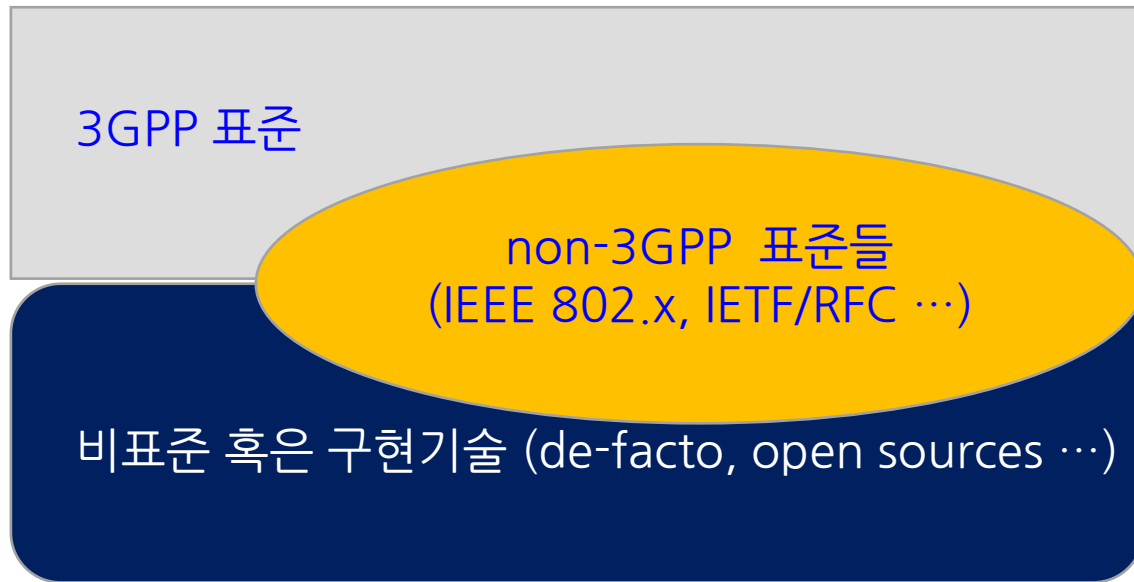 3GPP 표준
non-3GPP 표준들
(IEEE 802.x, IETF/RFC …)
비표준 혹은 구현기술 (de-facto, open sources …)